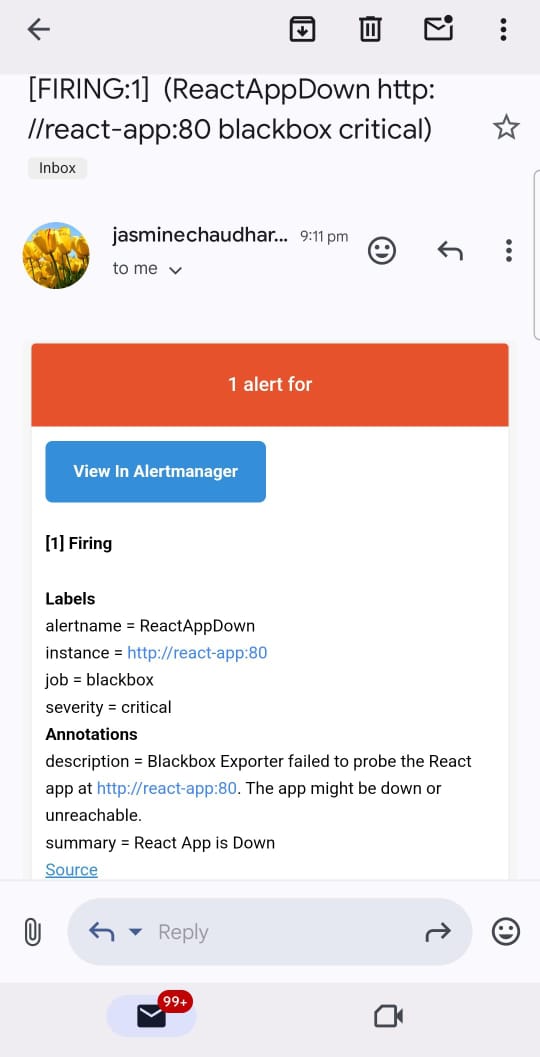 [FIRING:1] (ReactAppDown http:
//react-app:80 blackbox critical)
Inbox
jasminechaudhar... 9:11 pm
to me
1 alert for
View In Alertmanager
[1] Firing
Labels
alertname = ReactAppDown
instance = http://react-app:80
job = blackbox
severity = critical
Annotations
description = Blackbox Exporter failed to probe the React
app at http://react-app:80. The app might be down or
unreachable.
summary = React App is Down
Source
Reply
99+